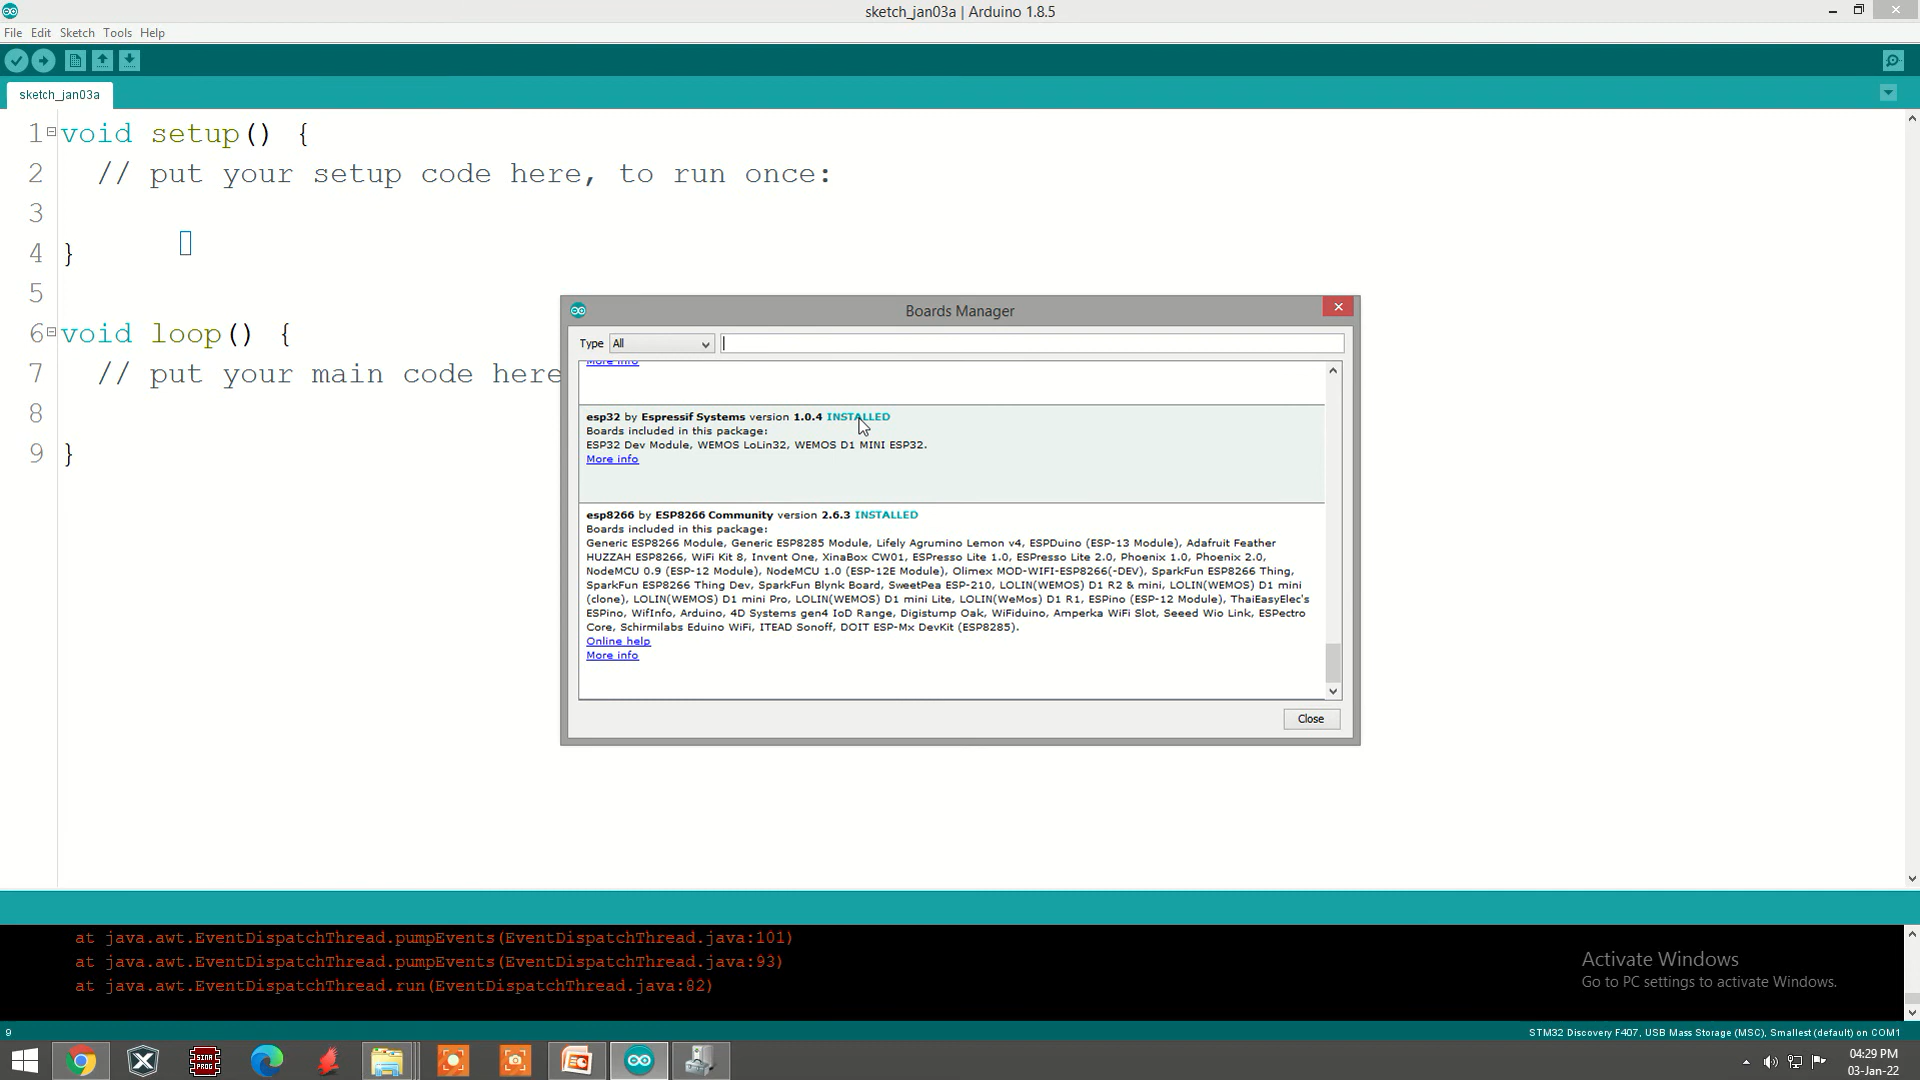 sketch_jan03a | Arduino 1.8.5
File Edit Sketch Tools Help
sketch_jan03a
1 void setup() {
2 // put your setup code here, to run once:
3
4 }
5
6 void loop() {
7 // put your main code here
8
9 }
Boards Manager
Type All
More info
esp32 by Espressif Systems version 1.0.4 INSTALLED
Boards included in this package:
ESP32 Dev Module, WEMOS LoLin32, WEMOS D1 MINI ESP32.
More info
esp8266 by ESP8266 Community version 2.6.3 INSTALLED
Boards included in this package:
Generic ESP8266 Module, Generic ESP8285 Module, Lifely Agrumino Lemon v4, ESPDuino (ESP-13 Module), Adafruit Feather
HUZZAH ESP8266, WiFi Kit 8, Invent One, XinaBox CW01, ESPresso Lite 1.0, ESPresso Lite 2.0, Phoenix 1.0, Phoenix 2.0,
NodeMCU 0.9 (ESP-12 Module), NodeMCU 1.0 (ESP-12E Module), Olimex MOD-WIFI-ESP8266(-DEV), SparkFun ESP8266 Thing,
SparkFun ESP8266 Thing Dev, SparkFun Blynk Board, SweetPea ESP-210, LOLIN(WEMOS) D1 R2 & mini, LOLIN(WEMOS) D1 mini
(clone), LOLIN(WEMOS) D1 mini Pro, LOLIN(WEMOS) D1 mini Lite, LOLIN(WeMos) D1 R1, ESPino (ESP-12 Module), ThaiEasyElec's
ESPino, WifInfo, Arduino, 4D Systems gen4 IoD Range, Digistump Oak, WiFiduino, Amperka WiFi Slot, Seeed Wio Link, ESPectro
Core, Schirmilabs Eduino WiFi, ITEAD Sonoff, DOIT ESP-Mx DevKit (ESP8285).
Online help
More info
Close
at java.awt.EventDispatchThread.pumpEvents(EventDispatchThread.java:101)
at java.awt.EventDispatchThread.pumpEvents(EventDispatchThread.java:93)
at java.awt.EventDispatchThread.run(EventDispatchThread.java:82)
Activate Windows
Go to PC settings to activate Windows.
9
STM32 Discovery F407, USB Mass Storage (MSC), Smallest (default) on COM1
SINA
PROG
04:29 PM
03-Jan-22